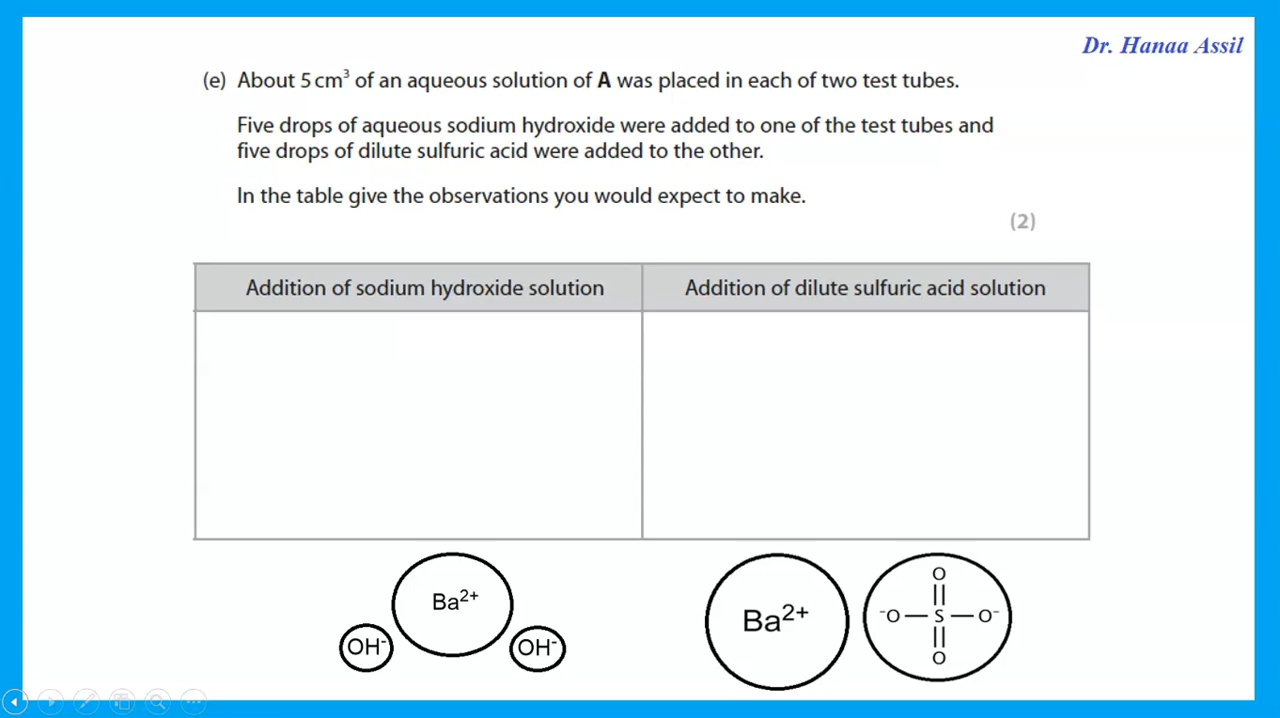 Dr. Hanaa Assil
(e) About 5 cm³ of an aqueous solution of A was placed in each of two test tubes.
Five drops of aqueous sodium hydroxide were added to one of the test tubes and
five drops of dilute sulfuric acid were added to the other.
In the table give the observations you would expect to make.
(2)
Addition of sodium hydroxide solution
Addition of dilute sulfuric acid solution
Ba²⁺
OH⁻
OH⁻
Ba²⁺
O
⁻O—S—O⁻
O